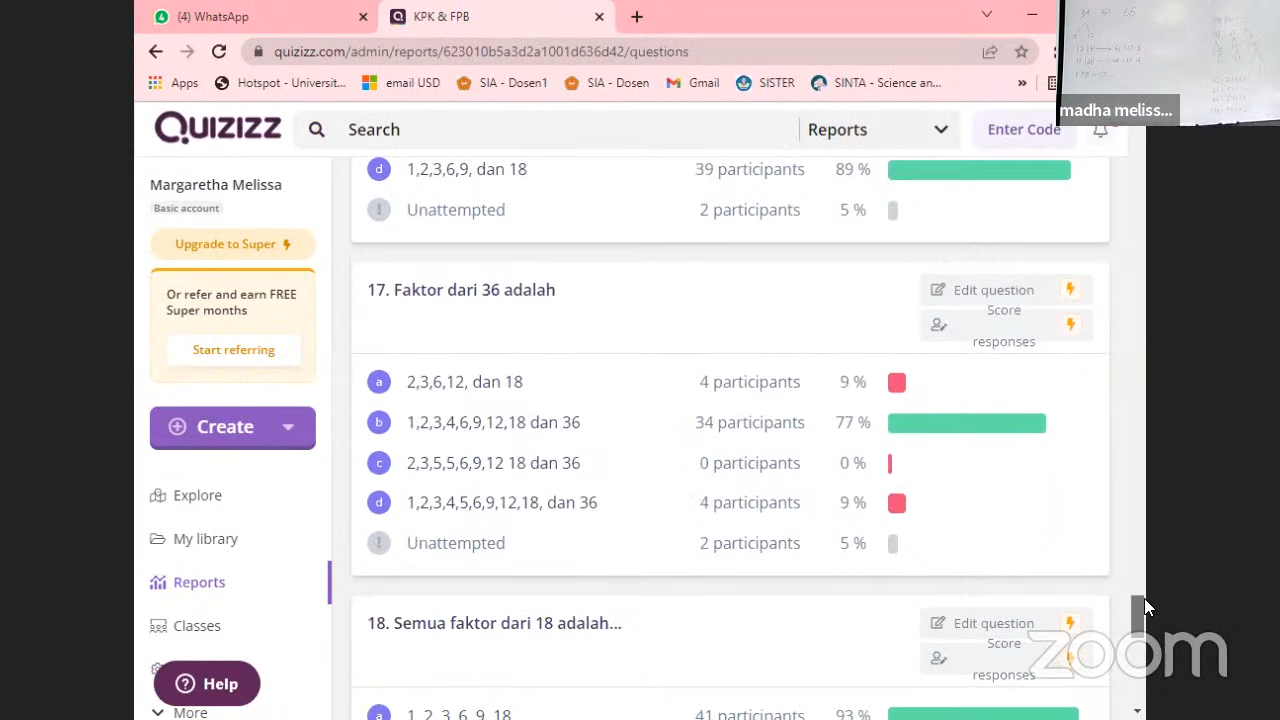 (4) WhatsApp
KPK & FPB
quizizz.com/admin/reports/623010b5a3d2a1001d636d42/questions
Apps
Hotspot - Universit...
email USD
SIA - Dosen1
SIA - Dosen
Gmail
SISTER
SINTA - Science an...
»
madha meliss...
Quizizz
Search
Reports
Enter Code
Margaretha Melissa
Basic account
Upgrade to Super
Or refer and earn FREE
Super months
Start referring
Create
Explore
My library
Reports
Classes
Help
More
d 1,2,3,6,9, dan 18 39 participants 89 %
! Unattempted 2 participants 5 %
17. Faktor dari 36 adalah
Edit question
Score
responses
a 2,3,6,12, dan 18 4 participants 9 %
b 1,2,3,4,6,9,12,18 dan 36 34 participants 77 %
c 2,3,5,5,6,9,12 18 dan 36 0 participants 0 %
d 1,2,3,4,5,6,9,12,18, dan 36 4 participants 9 %
! Unattempted 2 participants 5 %
18. Semua faktor dari 18 adalah...
Edit question
Score
responses
a 1, 2, 3, 6, 9, 18 41 participants 93 %
zoom